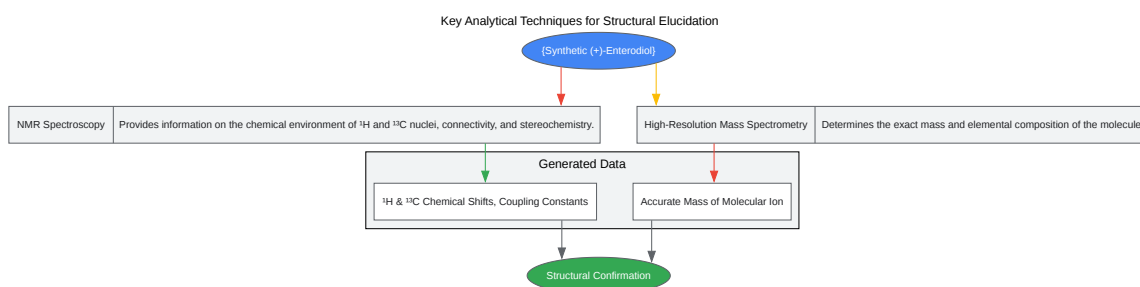 Key Analytical Techniques for Structural Elucidation
{Synthetic (+)-Enterodiol}
NMR Spectroscopy
Provides information on the chemical environment of ¹H and ¹³C nuclei, connectivity, and stereochemistry.
High-Resolution Mass Spectrometry
Determines the exact mass and elemental composition of the molecule
Generated Data
¹H & ¹³C Chemical Shifts, Coupling Constants
Accurate Mass of Molecular Ion
Structural Confirmation